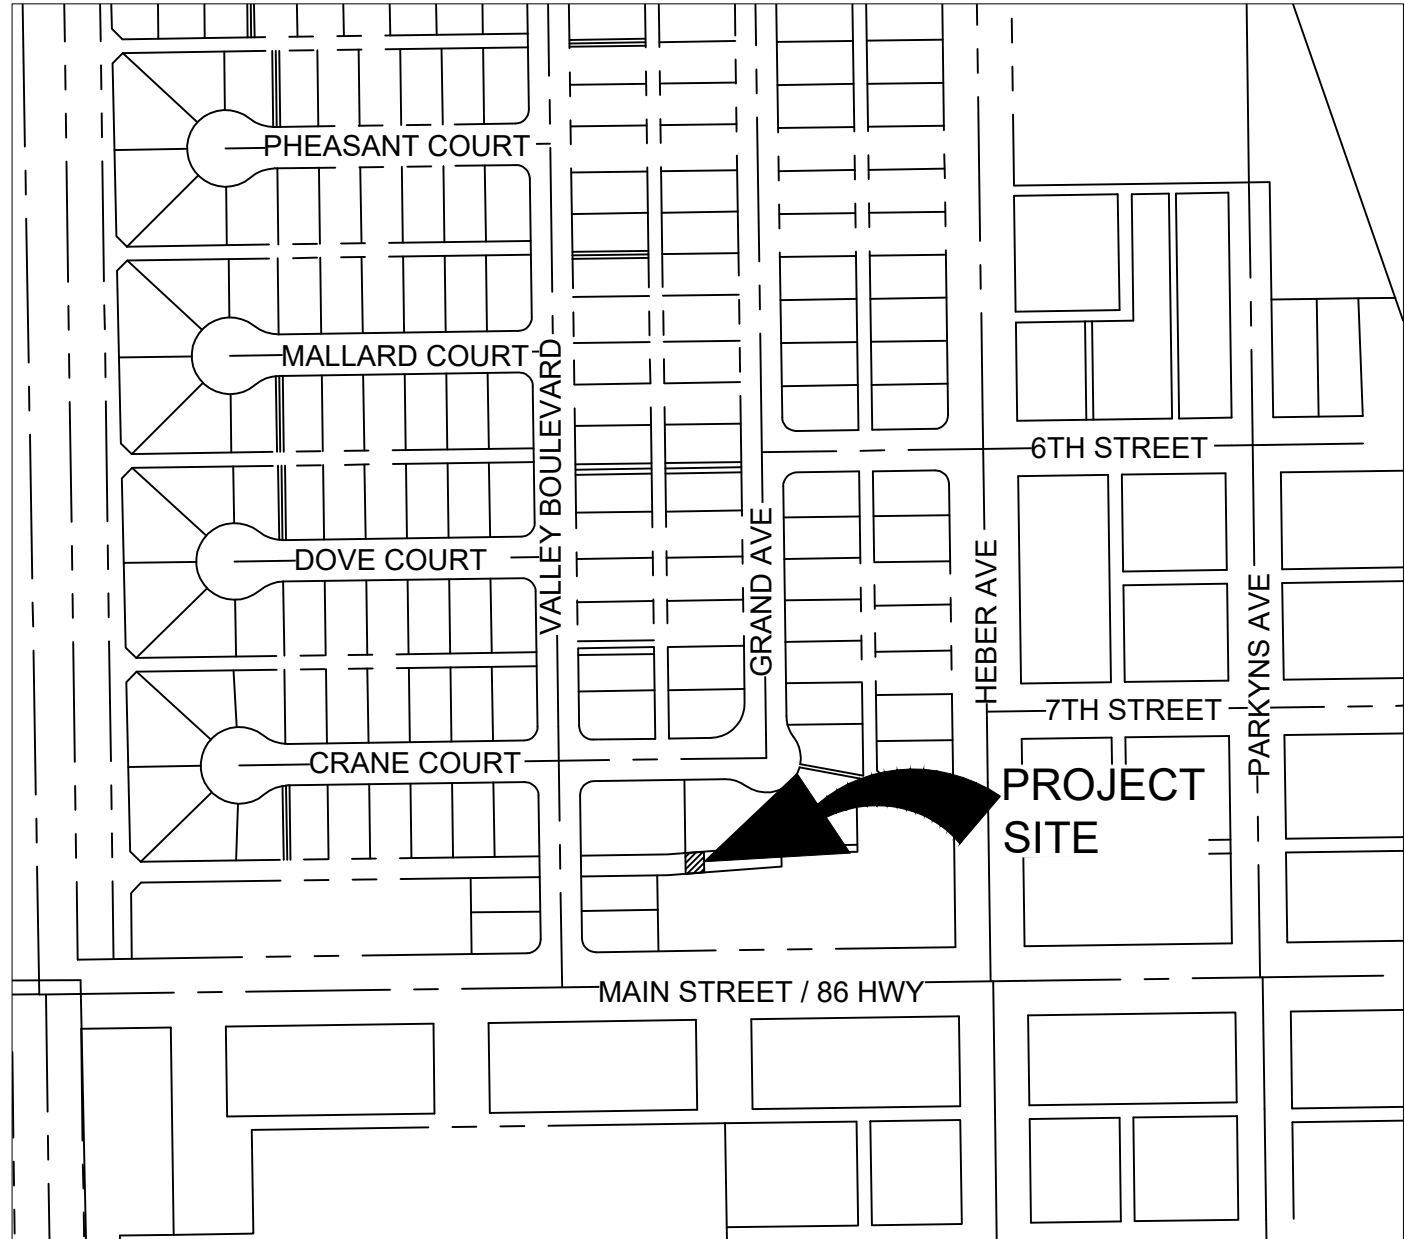 PHEASANT COURT
MALLARD COURT
VALLEY BOULEVARD
6TH STREET
DOVE COURT
GRAND AVE
HEBER AVE
PARKYNS AVE
7TH STREET
CRANE COURT
PROJECT
SITE
MAIN STREET / 86 HWY